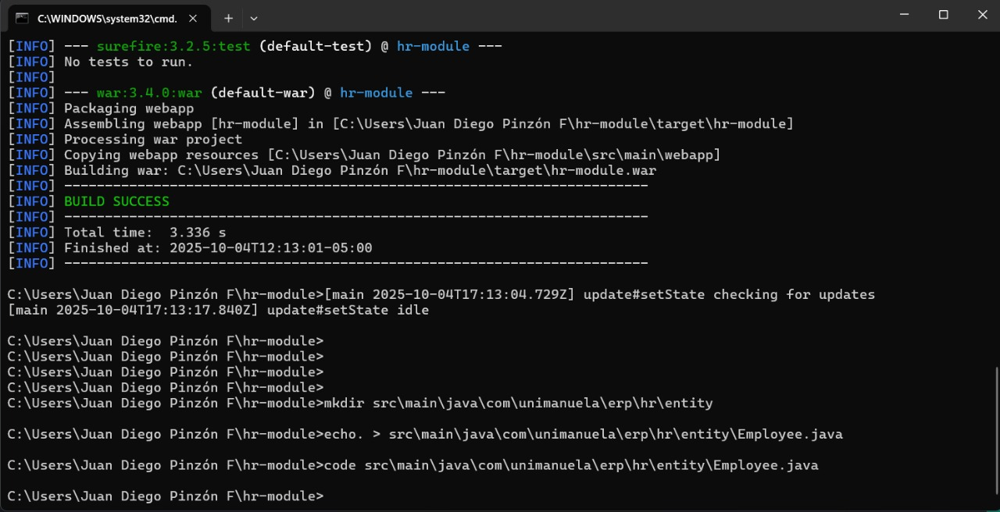 C:\WINDOWS\system32\cmd.
[INFO] --- surefire:3.2.5:test (default-test) @ hr-module ---
[INFO] No tests to run.
[INFO]
[INFO] --- war:3.4.0:war (default-war) @ hr-module ---
[INFO] Packaging webapp
[INFO] Assembling webapp [hr-module] in [C:\Users\Juan Diego Pinzón F\hr-module\target\hr-module]
[INFO] Processing war project
[INFO] Copying webapp resources [C:\Users\Juan Diego Pinzón F\hr-module\src\main\webapp]
[INFO] Building war: C:\Users\Juan Diego Pinzón F\hr-module\target\hr-module.war
[INFO] ------------------------------------------------------------------------
[INFO] BUILD SUCCESS
[INFO] ------------------------------------------------------------------------
[INFO] Total time:  3.336 s
[INFO] Finished at: 2025-10-04T12:13:01-05:00
[INFO] ------------------------------------------------------------------------
C:\Users\Juan Diego Pinzón F\hr-module>[main 2025-10-04T17:13:04.729Z] update#setState checking for updates
[main 2025-10-04T17:13:17.840Z] update#setState idle
C:\Users\Juan Diego Pinzón F\hr-module>
C:\Users\Juan Diego Pinzón F\hr-module>
C:\Users\Juan Diego Pinzón F\hr-module>
C:\Users\Juan Diego Pinzón F\hr-module>
C:\Users\Juan Diego Pinzón F\hr-module>mkdir src\main\java\com\unimanuela\erp\hr\entity
C:\Users\Juan Diego Pinzón F\hr-module>echo. > src\main\java\com\unimanuela\erp\hr\entity\Employee.java
C:\Users\Juan Diego Pinzón F\hr-module>code src\main\java\com\unimanuela\erp\hr\entity\Employee.java
C:\Users\Juan Diego Pinzón F\hr-module>